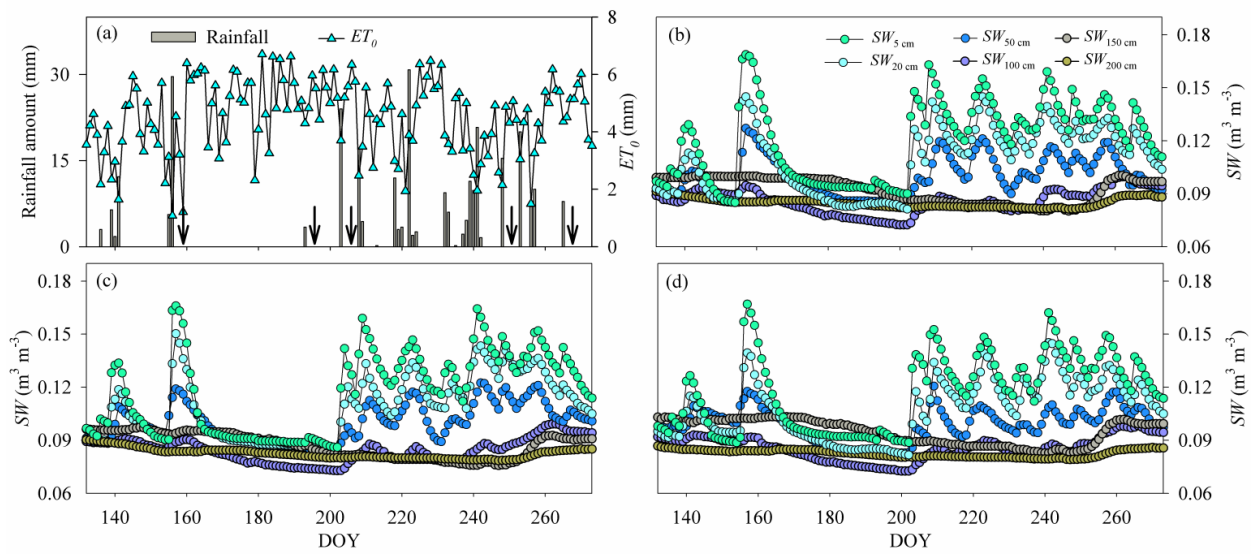 (a)
Rainfall
ET0
Rainfall amount (mm)
30
15
0
8
6
4
2
0
ET0 (mm)
(b)
SW5 cm
SW50 cm
SW150 cm
SW20 cm
SW100 cm
SW200 cm
0.18
0.15
0.12
0.09
0.06
SW (m3 m-3)
(c)
SW (m3 m-3)
0.18
0.15
0.12
0.09
0.06
140 160 180 200 220 240 260
DOY
(d)
0.18
0.15
0.12
0.09
0.06
SW (m3 m-3)
140 160 180 200 220 240 260
DOY